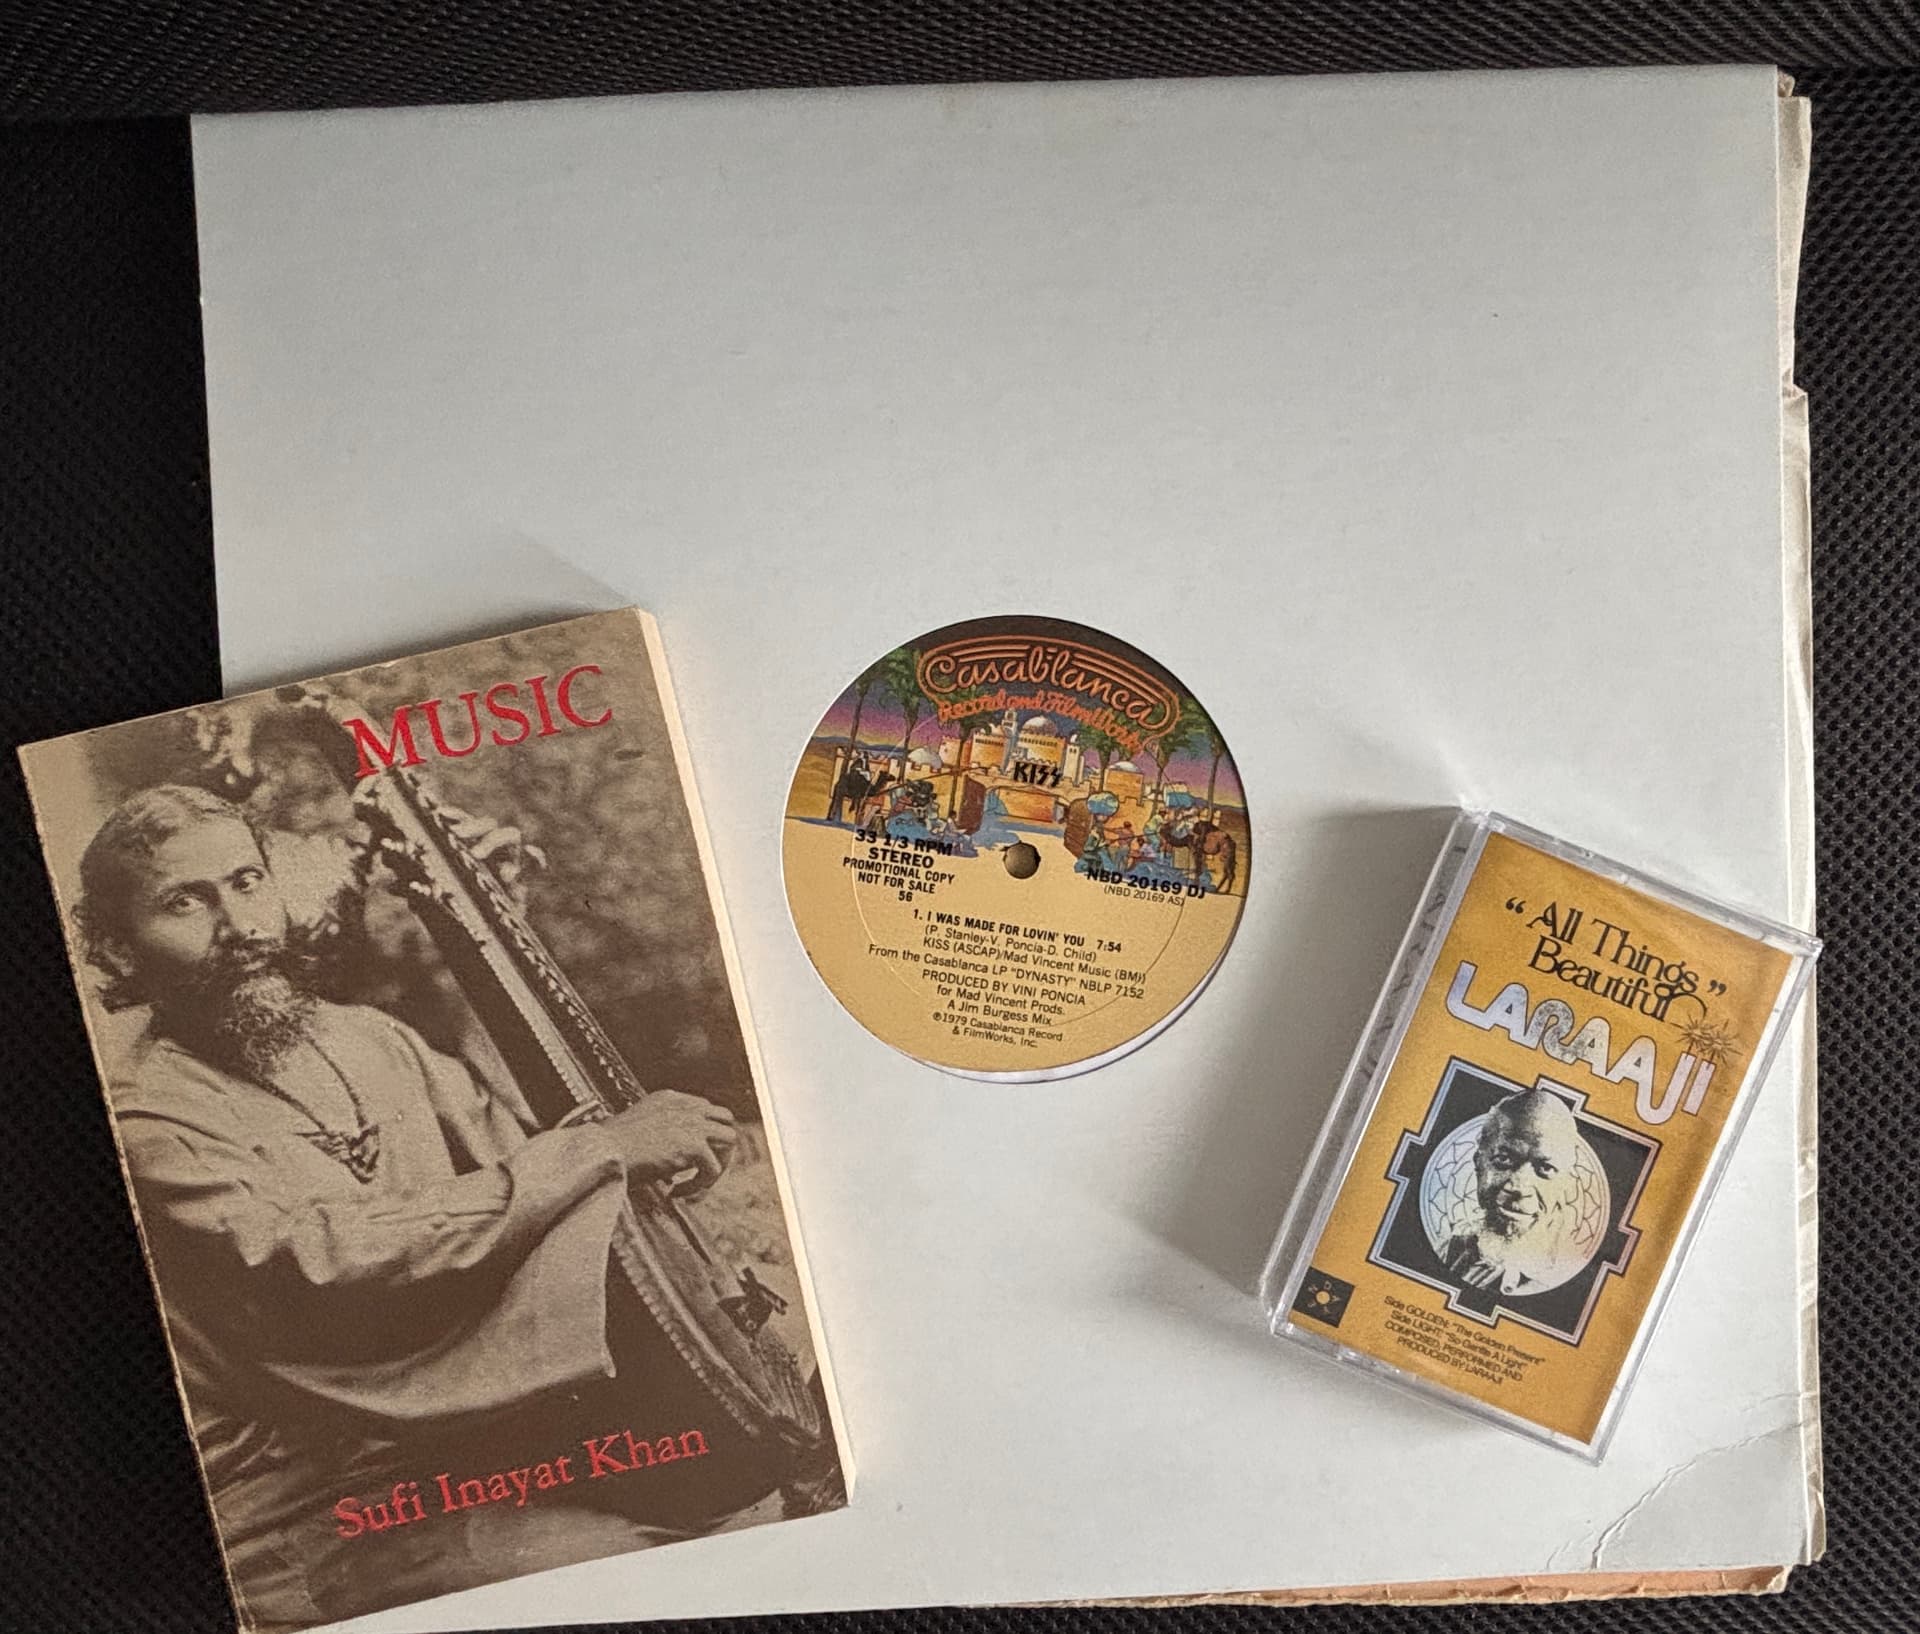 MUSIC
Sufi Inayat Khan
Casablanca
Record and FilmWorks
KISS
33 1/3 RPM
STEREO
PROMOTIONAL COPY
NOT FOR SALE
56
NBD 20169 DJ
(NBD 20169 AS)
1. I WAS MADE FOR LOVIN' YOU 7:54
(P. Stanley-V. Poncia-D. Child)
KISS (ASCAP)/Mad Vincent Music (BMI)
From the Casablanca LP "DYNASTY" NBLP 7152
PRODUCED BY VINI PONCIA
for Mad Vincent Prods.
A Jim Burgess Mix
℗1979 Casablanca Record
& FilmWorks, Inc.
“All Things
Beautiful”
LARAAJI
Side GOLDEN: "The Golden Present"
Side LIGHT: "So Gentle A Light"
COMPOSED, PERFORMED AND
PRODUCED BY LARAAJI